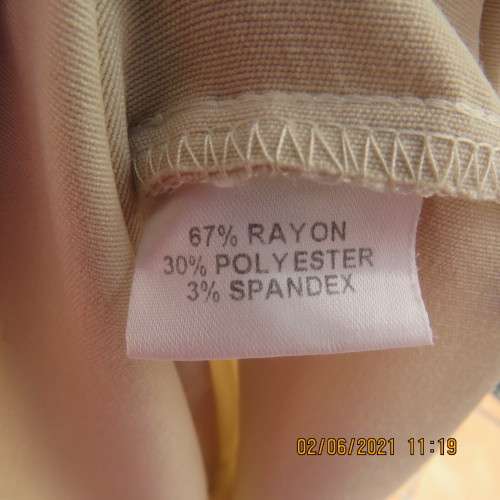 67% RAYON
30% POLYESTER
3% SPANDEX
02/06/2021 11:19